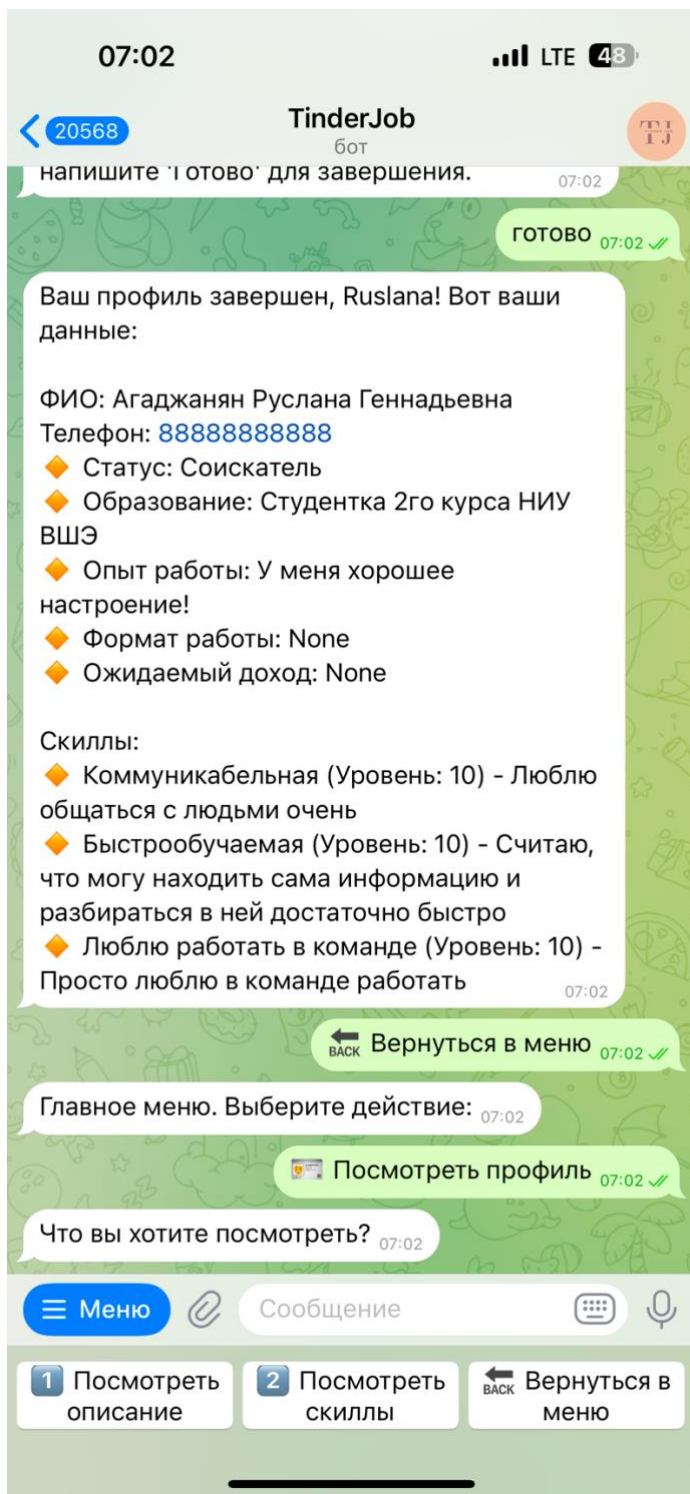 07:02
LTE 48
20568
TinderJob
бот
TJ
напишите 'Готово' для завершения.
07:02
готово 07:02
Ваш профиль завершен, Ruslana! Вот ваши
данные:
ФИО: Агаджанян Руслана Геннадьевна
Телефон: 88888888888
Статус: Соискатель
Образование: Студентка 2го курса НИУ
ВШЭ
Опыт работы: У меня хорошее
настроение!
Формат работы: None
Ожидаемый доход: None
Скиллы:
Коммуникабельная (Уровень: 10) - Люблю
общаться с людьми очень
Быстрообучаемая (Уровень: 10) - Считаю,
что могу находить сама информацию и
разбираться в ней достаточно быстро
Люблю работать в команде (Уровень: 10) -
Просто люблю в команде работать
07:02
BACK Вернуться в меню 07:02
Главное меню. Выберите действие: 07:02
Посмотреть профиль 07:02
Что вы хотите посмотреть? 07:02
Меню
Сообщение
1 Посмотреть
описание
2 Посмотреть
скиллы
BACK Вернуться в
меню